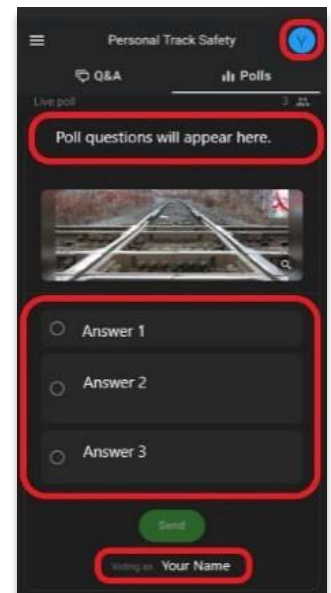 Personal Track Safety
Y
Q&A
Polls
Live poll
3
Poll questions will appear here.
Answer 1
Answer 2
Answer 3
Send
Voting as Your Name